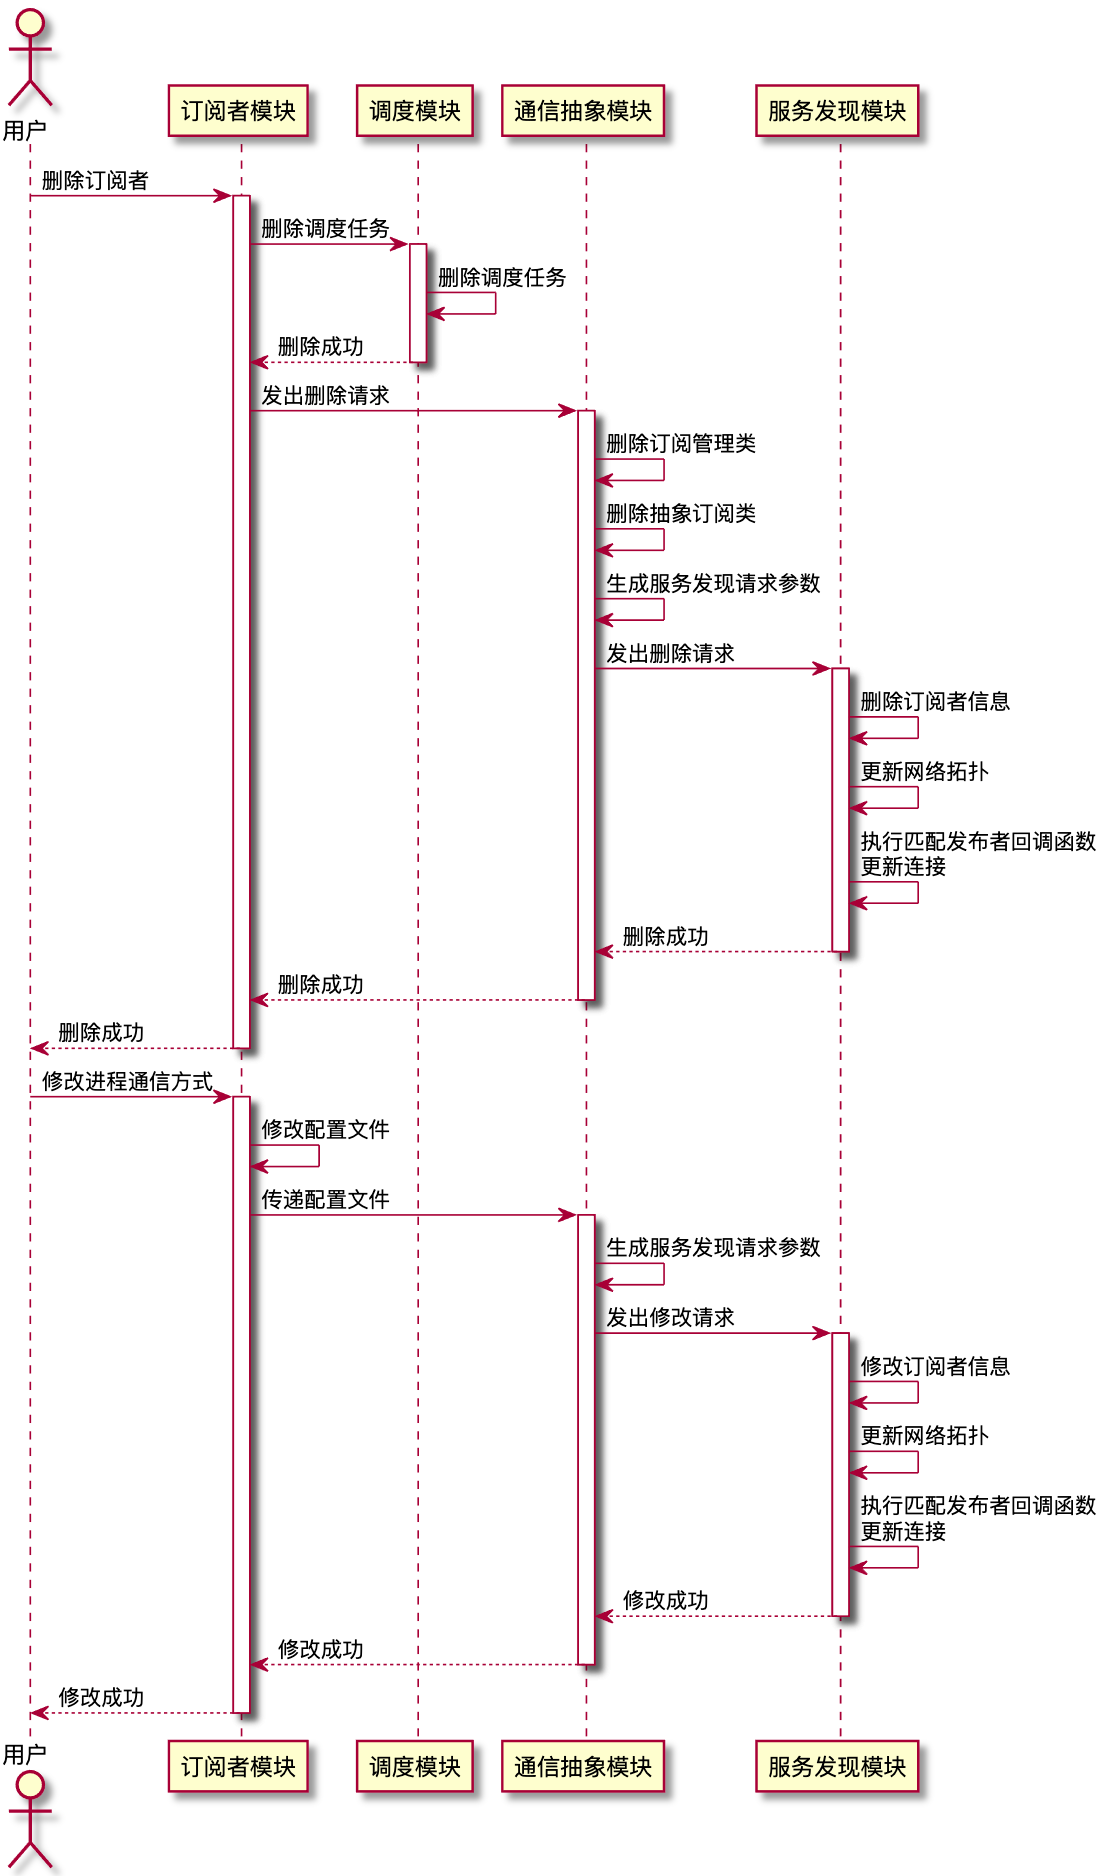 用户
订阅者模块
调度模块
通信抽象模块
服务发现模块
删除订阅者
删除调度任务
删除调度任务
删除成功
发出删除请求
删除订阅管理类
删除抽象订阅类
生成服务发现请求参数
发出删除请求
删除订阅者信息
更新网络拓扑
执行匹配发布者回调函数
更新连接
删除成功
删除成功
删除成功
修改进程通信方式
修改配置文件
传递配置文件
生成服务发现请求参数
发出修改请求
修改订阅者信息
更新网络拓扑
执行匹配发布者回调函数
更新连接
修改成功
修改成功
修改成功
用户
订阅者模块
调度模块
通信抽象模块
服务发现模块